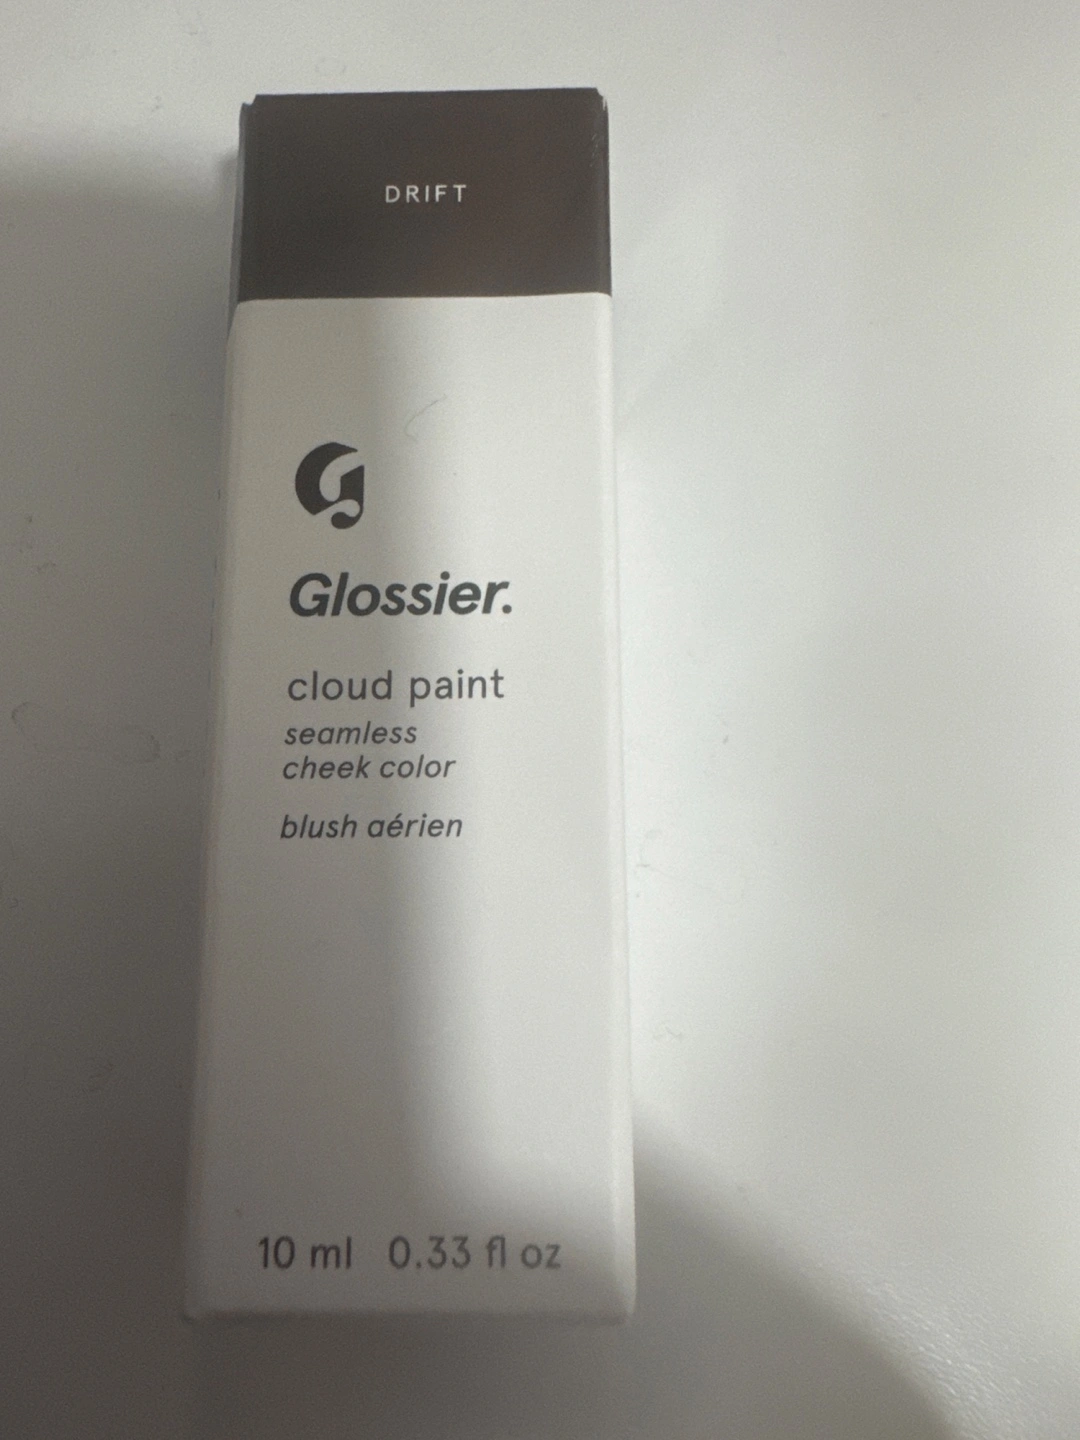 DRIFT
Glossier.
cloud paint
seamless
cheek color
blush aérien
10 ml 0.33 fl oz